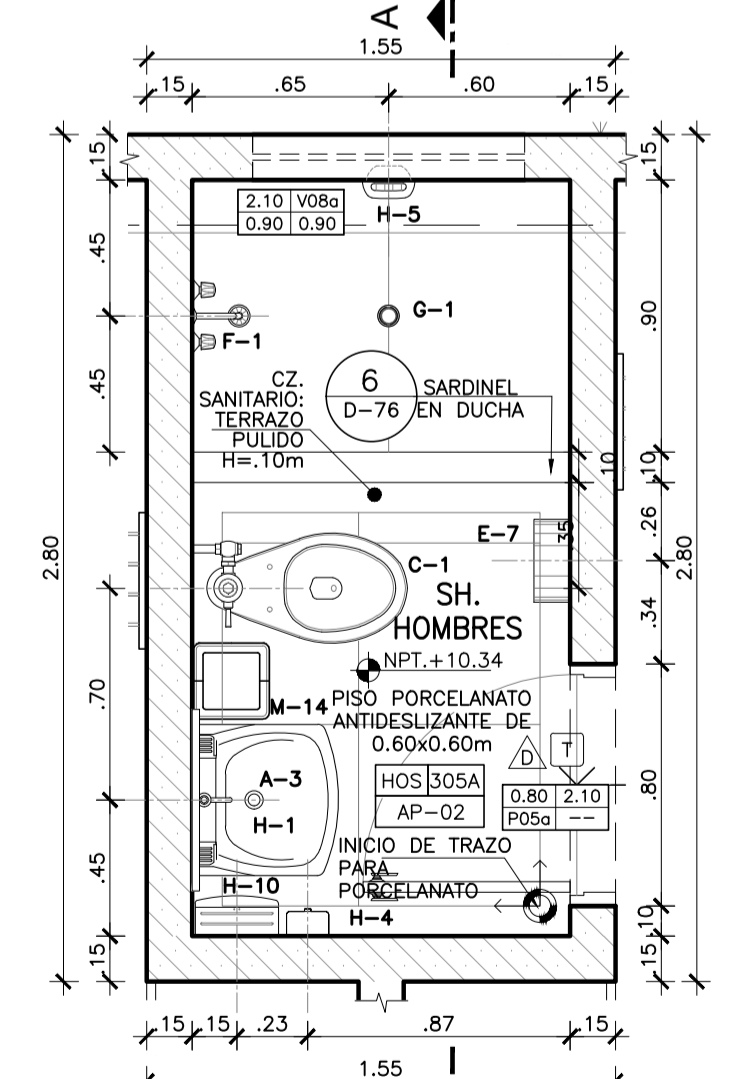 A
1.55
.15
.65
.60
.15
.15
.15
2.10 V08a
0.90 0.90
H-5
.45
.90
G-1
F-1
6
D-76
SARDINEL
EN DUCHA
CZ.
SANITARIO:
TERRAZO
PULIDO
H=.10m
.45
10
.10
.26
2.80
2.80
E-7
.35
C-1
SH.
HOMBRES
.34
NPT.+10.34
.70
M-14
PISO PORCELANATO
ANTIDESLIZANTE DE
0.60x0.60m
D
T
A-3
H-1
HOS 305A
AP-02
0.80 2.10
P05a --
.80
INICIO DE TRAZO
PARA
PORCELANATO
.45
H-10
H-4
.10
.15
.15
.15
.15
.23
.87
.15
1.55